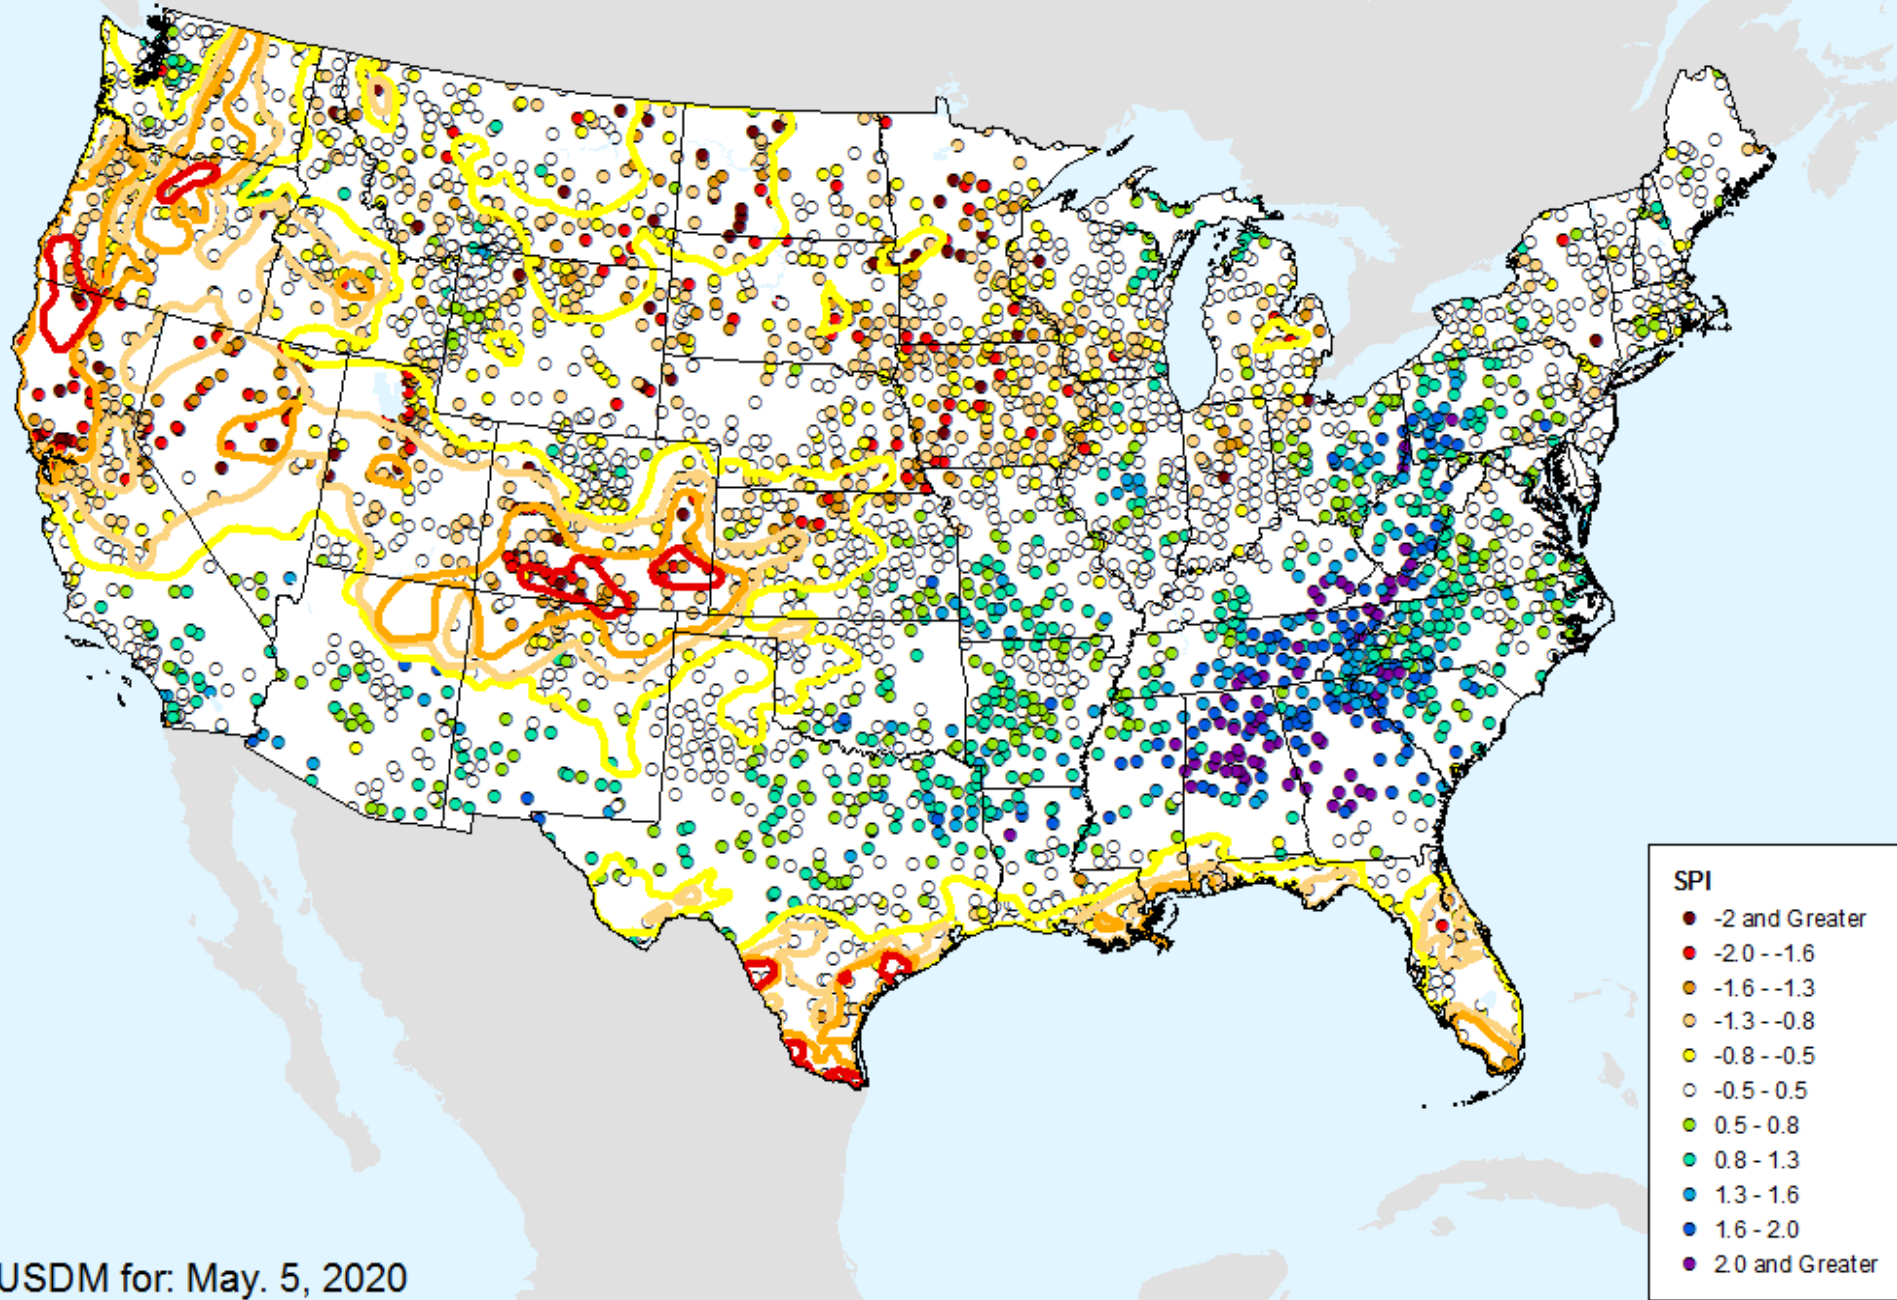 SPI
-2 and Greater
-2.0 - -1.6
-1.6 - -1.3
-1.3 - -0.8
-0.8 - -0.5
-0.5 - 0.5
0.5 - 0.8
0.8 - 1.3
1.3 - 1.6
1.6 - 2.0
2.0 and Greater
USDM for: May. 5, 2020